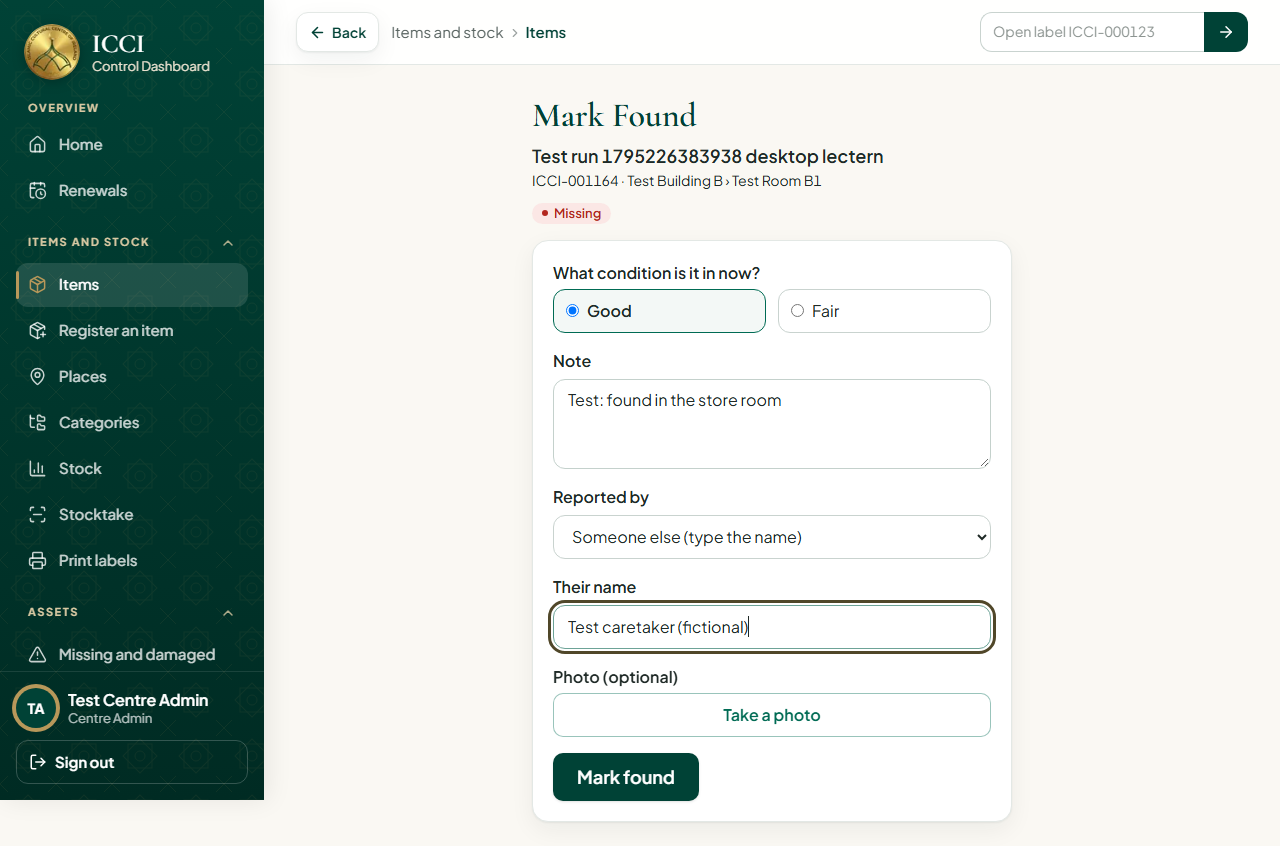 ICCI
Control Dashboard
OVERVIEW
Home
Renewals
ITEMS AND STOCK
Items
Register an item
Places
Categories
Stock
Stocktake
Print labels
ASSETS
Missing and damaged
TA
Test Centre Admin
Centre Admin
Sign out
Back
Items and stock › Items
Open label ICCI-000123
Mark Found
Test run 1795226383938 desktop lectern
ICCI-001164 · Test Building B › Test Room B1
Missing
What condition is it in now?
Good
Fair
Note
Test: found in the store room
Reported by
Someone else (type the name)
Their name
Test caretaker (fictional)
Photo (optional)
Take a photo
Mark found